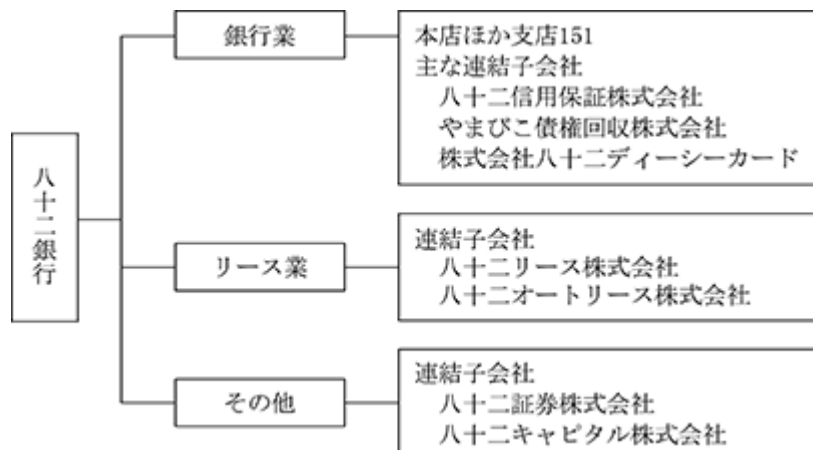 八十二銀行
銀行業
本店ほか支店151
主な連結子会社
八十二信用保証株式会社
やまびこ債権回収株式会社
株式会社八十二ディーシーカード
リース業
連結子会社
八十二リース株式会社
八十二オートリース株式会社
その他
連結子会社
八十二証券株式会社
八十二キャピタル株式会社